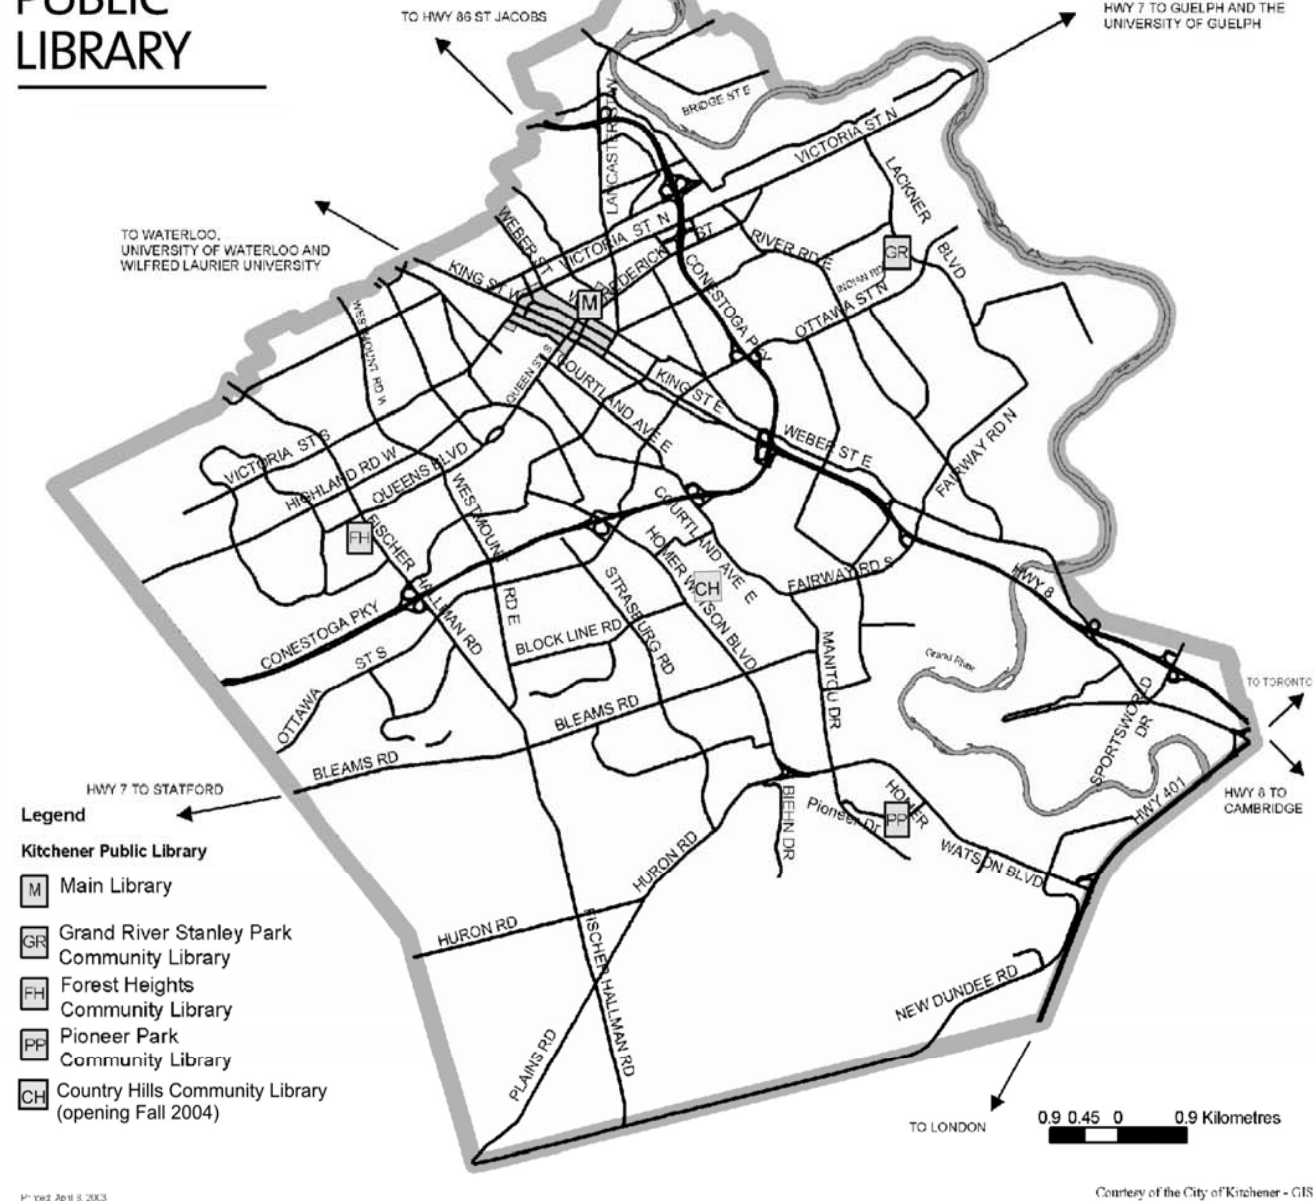 PUBLIC
LIBRARY
TO HWY 86 ST JACOBS
HWY 7 TO GUELPH AND THE
UNIVERSITY OF GUELPH
BRIDGE ST E
VICTORIA ST N
LANCASTER ST W
LACKNER
BLVD
TO WATERLOO,
UNIVERSITY OF WATERLOO AND
WILFRED LAURIER UNIVERSITY
WEBER ST
VICTORIA ST N
FREDERICK ST
RIVER RD E
GR
KING ST W
M
CONESTOGA PKY
INDIAN RD
OTTAWA ST N
WESTMOUNT RD W
QUEEN ST S
COURTLAND AVE E
KING ST E
WEBER ST E
FAIRWAY RD N
VICTORIA ST S
HIGHLAND RD W
QUEENS BLVD
WESTMOUNT
RD E
FH
FISCHER HALLMAN RD
COURTLAND AVE E
HOMER WATSON BLVD
CH
FAIRWAY RD S
HWY 8
STRASBURG RD
CONESTOGA PKY
BLOCK LINE RD
MANITOU DR
Grand River
OTTAWA
ST S
BLEAMS RD
BLEAMS RD
SPORTSWORLD
DR
TO TORONTO
HWY 7 TO STATFORD
HWY 401
HWY 8 TO
CAMBRIDGE
BIEHN DR
Pioneer Dr
PP
HOMER
WATSON BLVD
HURON RD
HURON RD
FISCHER HALLMAN RD
NEW DUNDEE RD
PLAINS RD
TO LONDON
Legend
Kitchener Public Library
M Main Library
GR Grand River Stanley Park
Community Library
FH Forest Heights
Community Library
PP Pioneer Park
Community Library
CH Country Hills Community Library
(opening Fall 2004)
0.9 0.45 0 0.9 Kilometres
Printed: April 8, 2003
Courtesy of the City of Kitchener - GIS